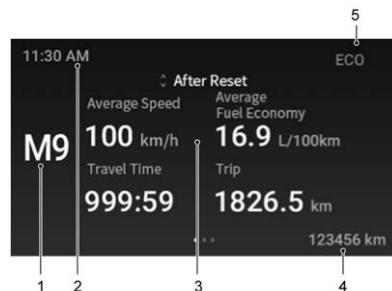 5
11:30 AM
ECO
After Reset
Average Speed
Average
Fuel Economy
M9
100 km/h
16.9 L/100km
Travel Time
Trip
999:59
1826.5 km
123456 km
1 2 3 4